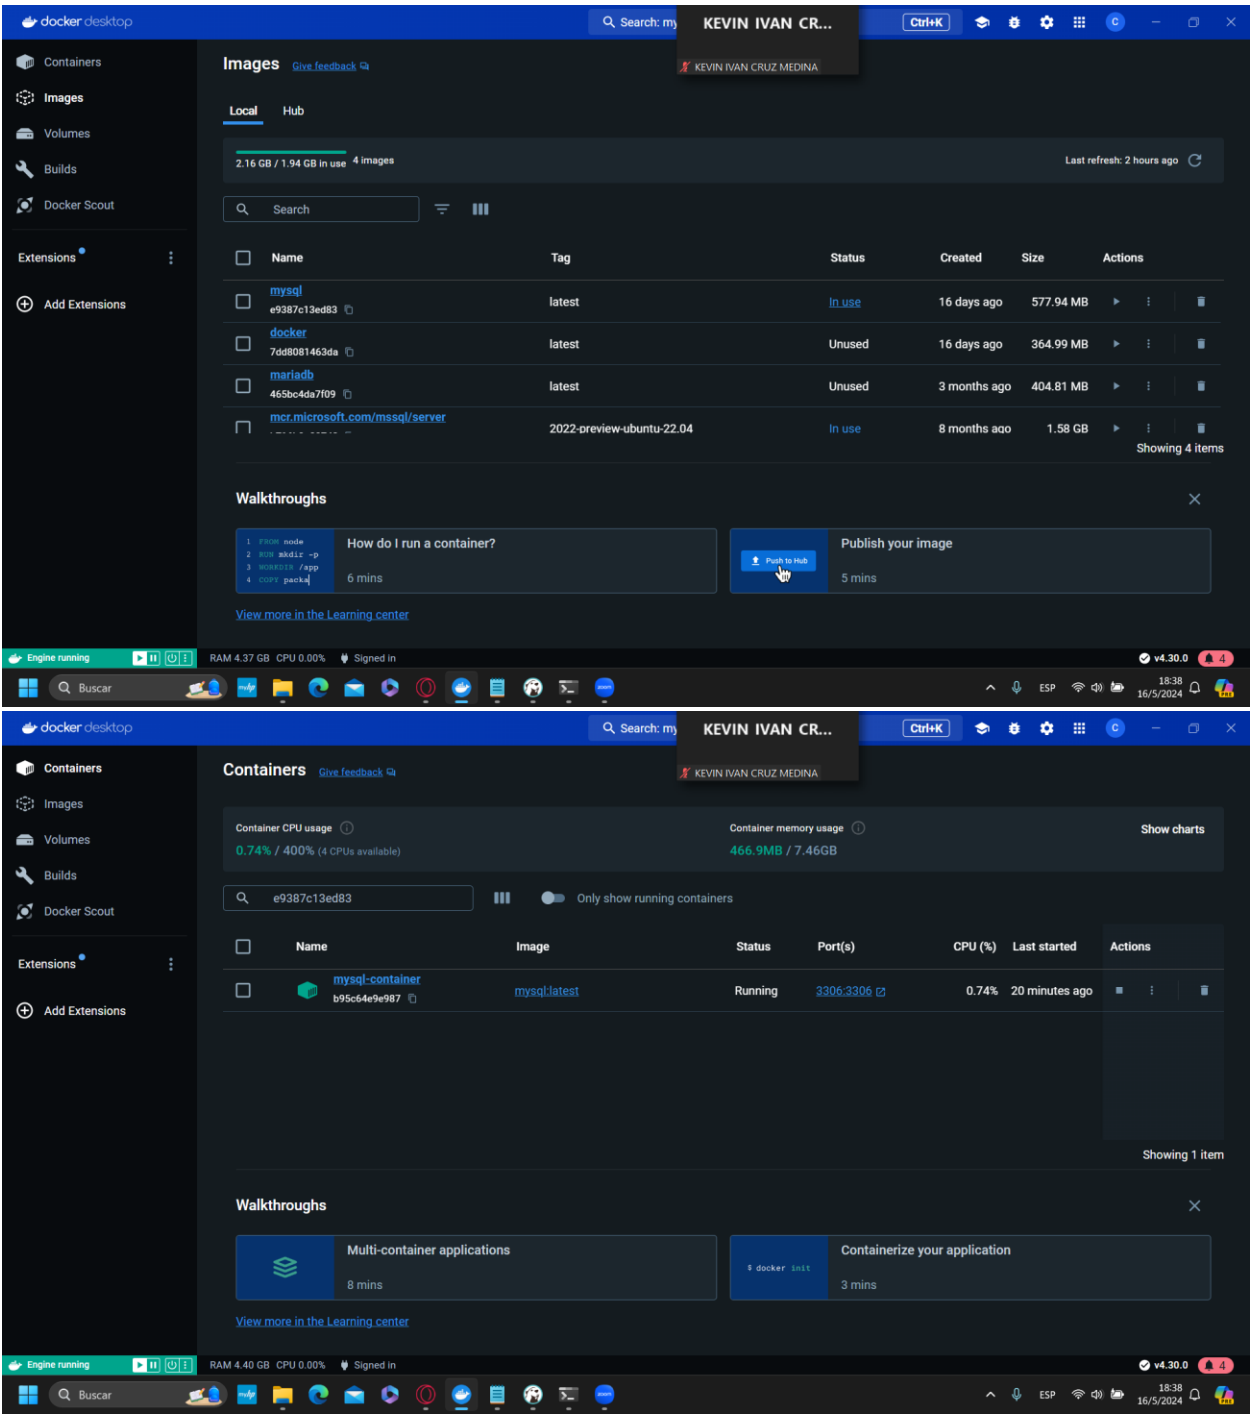 docker desktop
Search: my
KEVIN IVAN CR...
Ctrl+K
C
KEVIN IVAN CRUZ MEDINA
Containers
Images
Volumes
Builds
Docker Scout
Extensions
Add Extensions
Images Give feedback
Local Hub
2.16 GB / 1.94 GB in use 4 images
Last refresh: 2 hours ago
Search
Name Tag Status Created Size Actions
mysql
e9387c13ed83
latest In use 16 days ago 577.94 MB
docker
7dd8081463da
latest Unused 16 days ago 364.99 MB
mariadb
465bc4da7f09
latest Unused 3 months ago 404.81 MB
mcr.microsoft.com/mssql/server
2022-preview-ubuntu-22.04 In use 8 months ago 1.58 GB
Showing 4 items
Walkthroughs
1 FROM node
2 RUN mkdir -p
3 WORKDIR /app
4 COPY packa
How do I run a container?
6 mins
Push to Hub
Publish your image
5 mins
View more in the Learning center
Engine running
RAM 4.37 GB CPU 0.00% Signed in
v4.30.0
4
Buscar
ESP
18:38
16/5/2024
docker desktop
Search: my
KEVIN IVAN CR...
Ctrl+K
C
KEVIN IVAN CRUZ MEDINA
Containers
Images
Volumes
Builds
Docker Scout
Extensions
Add Extensions
Containers Give feedback
Container CPU usage
0.74% / 400% (4 CPUs available)
Container memory usage
466.9MB / 7.46GB
Show charts
e9387c13ed83
Only show running containers
Name Image Status Port(s) CPU (%) Last started Actions
mysql-container
b95c64e9e987
mysql:latest Running 3306:3306 0.74% 20 minutes ago
Showing 1 item
Walkthroughs
Multi-container applications
8 mins
$ docker init
Containerize your application
3 mins
View more in the Learning center
Engine running
RAM 4.40 GB CPU 0.00% Signed in
v4.30.0
4
Buscar
ESP
18:38
16/5/2024